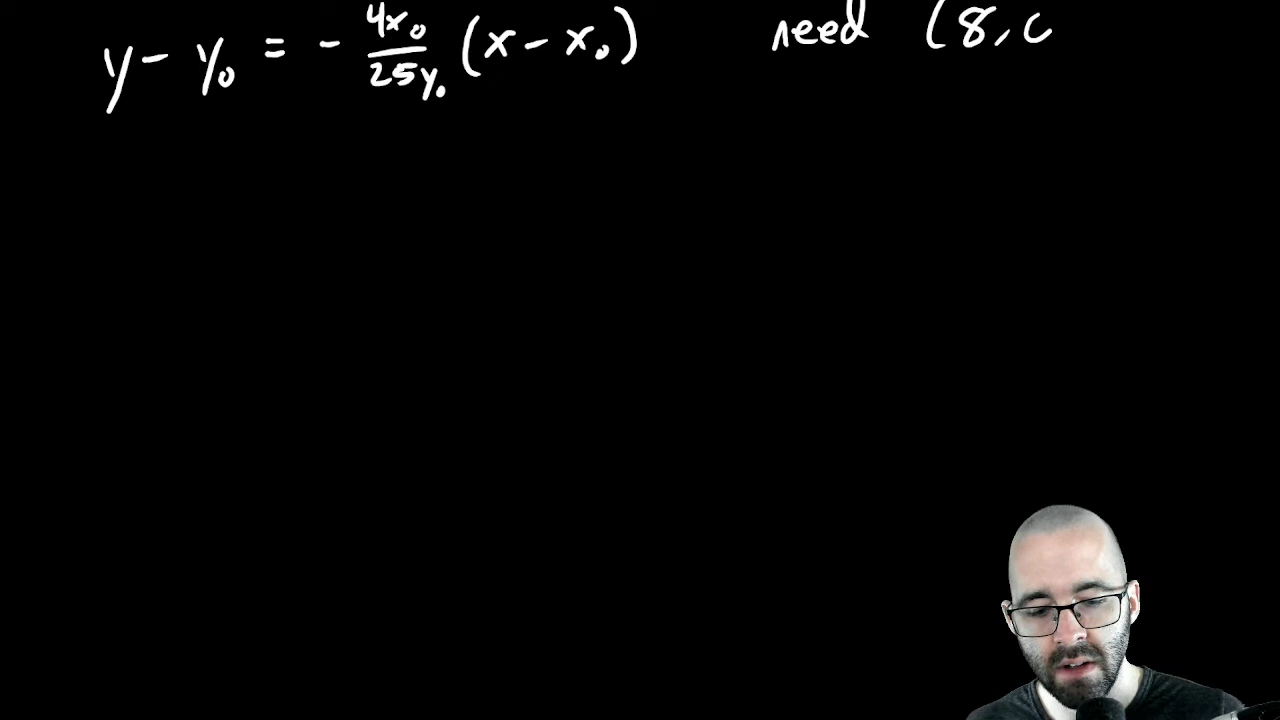 y - y₀ = - 4x₀/25y₀ (x - x₀) need (8,